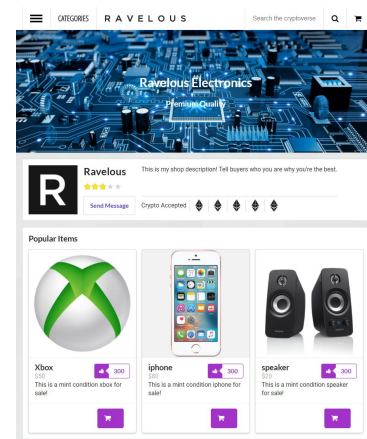 CATEGORIES
RAVELOUS
Search the cryptoverse
Ravelous Electronics
Premium Quality
R
Ravelous
This is my shop description! Tell buyers who you are why you're the best.
Send Message
Crypto Accepted
Popular Items
Xbox
300
$50
This is a mint condition xbox for
sale!
iphone
300
$80
This is a mint condition iphone for
sale!
speaker
300
$20
This is a mint condition speaker
for sale!